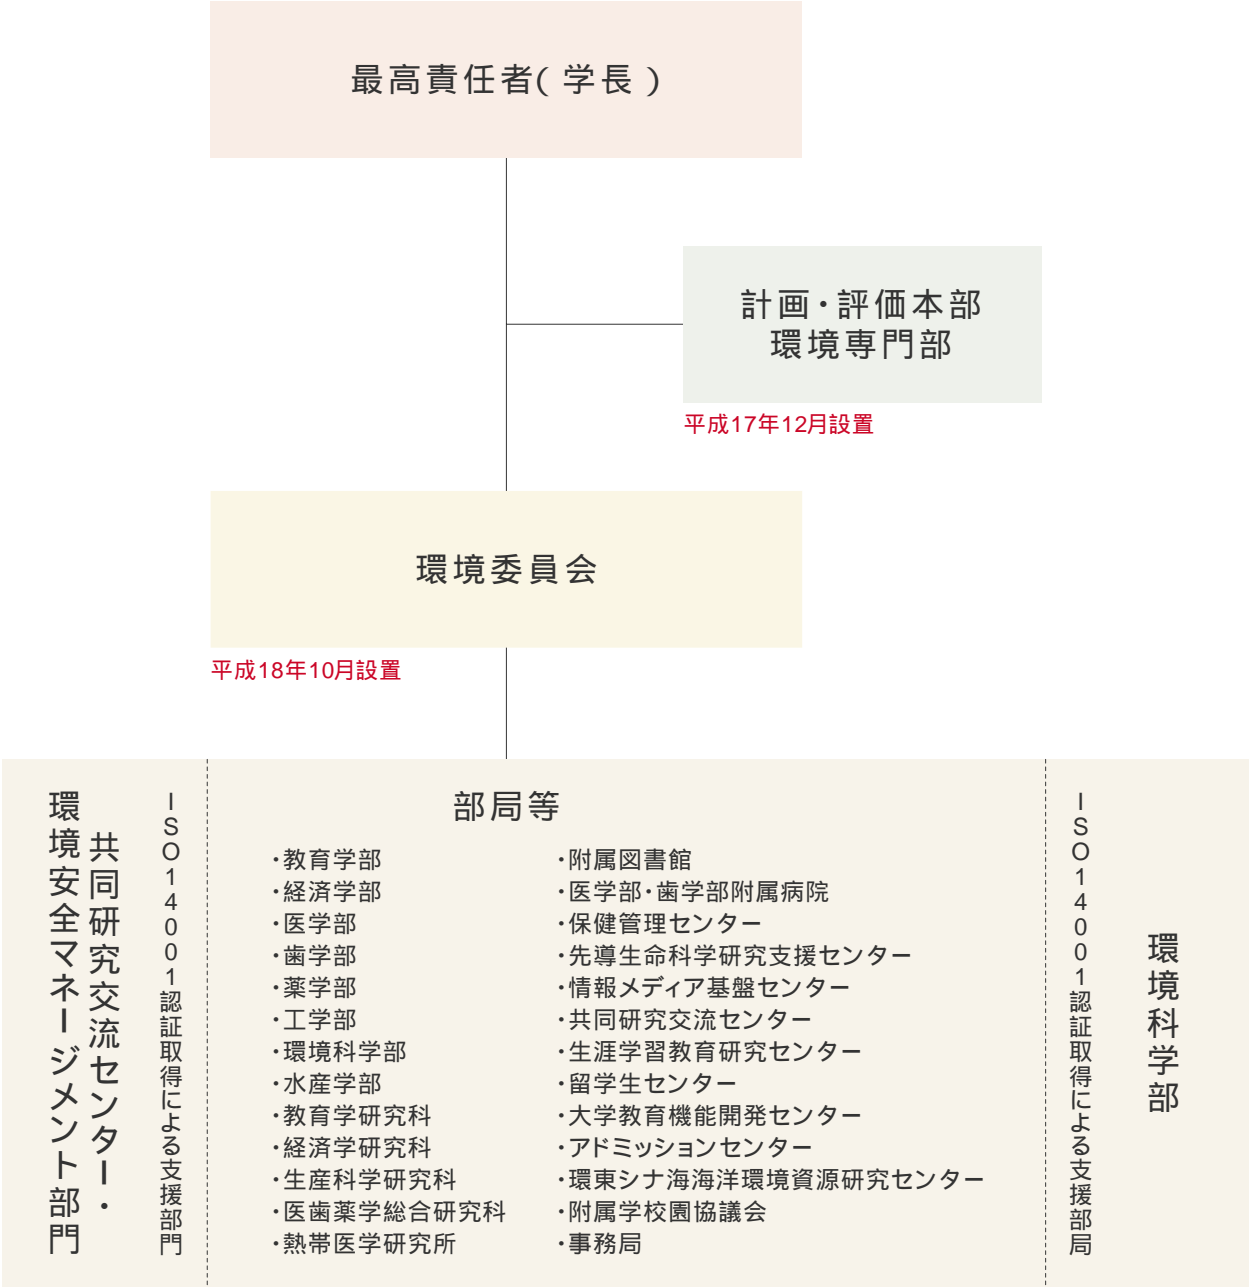 最高責任者(学長)
計画・評価本部
環境専門部
平成17年12月設置
環境委員会
平成18年10月設置
共同研究交流センター・
環境安全マネージメント部門
ISO14001認証取得による支援部門
部局等
・教育学部
・経済学部
・医学部
・歯学部
・薬学部
・工学部
・環境科学部
・水産学部
・教育学研究科
・経済学研究科
・生産科学研究科
・医歯薬学総合研究科
・熱帯医学研究所
・附属図書館
・医学部・歯学部附属病院
・保健管理センター
・先導生命科学研究支援センター
・情報メディア基盤センター
・共同研究交流センター
・生涯学習教育研究センター
・留学生センター
・大学教育機能開発センター
・アドミッションセンター
・環東シナ海海洋環境資源研究センター
・附属学校園協議会
・事務局
ISO14001認証取得による支援部局
環境科学部